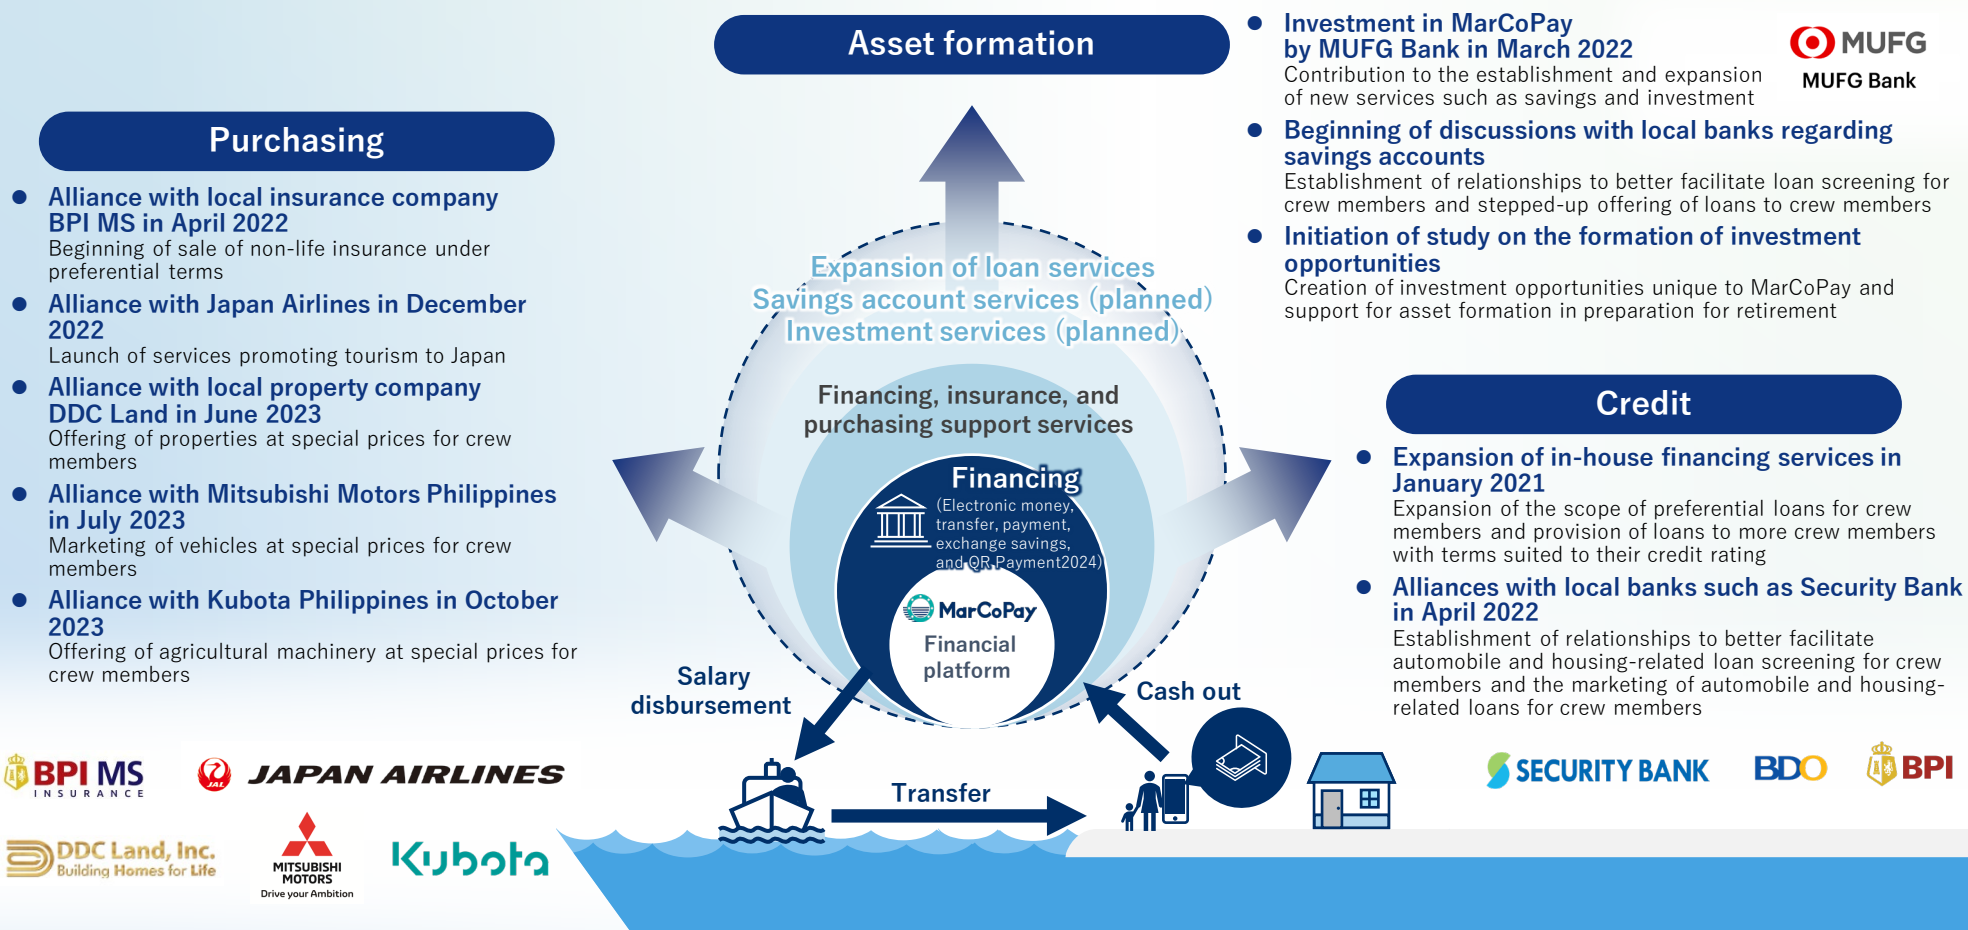 Asset formation
Investment in MarCoPay
by MUFG Bank in March 2022
Contribution to the establishment and expansion
of new services such as savings and investment
MUFG
MUFG Bank
Beginning of discussions with local banks regarding
savings accounts
Establishment of relationships to better facilitate loan screening for
crew members and stepped-up offering of loans to crew members
Initiation of study on the formation of investment
opportunities
Creation of investment opportunities unique to MarCoPay and
support for asset formation in preparation for retirement
Purchasing
Alliance with local insurance company
BPI MS in April 2022
Beginning of sale of non-life insurance under
preferential terms
Alliance with Japan Airlines in December
2022
Launch of services promoting tourism to Japan
Alliance with local property company
DDC Land in June 2023
Offering of properties at special prices for crew
members
Alliance with Mitsubishi Motors Philippines
in July 2023
Marketing of vehicles at special prices for crew
members
Alliance with Kubota Philippines in October
2023
Offering of agricultural machinery at special prices for
crew members
BPI MS
INSURANCE
JAL
JAPAN AIRLINES
DDC Land, Inc.
Building Homes for Life
MITSUBISHI
MOTORS
Drive your Ambition
Kubota
Expansion of loan services
Savings account services (planned)
Investment services (planned)
Financing, insurance, and
purchasing support services
Financing
(Electronic money,
transfer, payment,
exchange savings,
and QR Payment2024)
MarCoPay
Financial
platform
Salary
disbursement
Cash out
Transfer
Credit
Expansion of in-house financing services in
January 2021
Expansion of the scope of preferential loans for crew
members and provision of loans to more crew members
with terms suited to their credit rating
Alliances with local banks such as Security Bank
in April 2022
Establishment of relationships to better facilitate
automobile and housing-related loan screening for crew
members and the marketing of automobile and housing-
related loans for crew members
SECURITY BANK
BDO
BPI